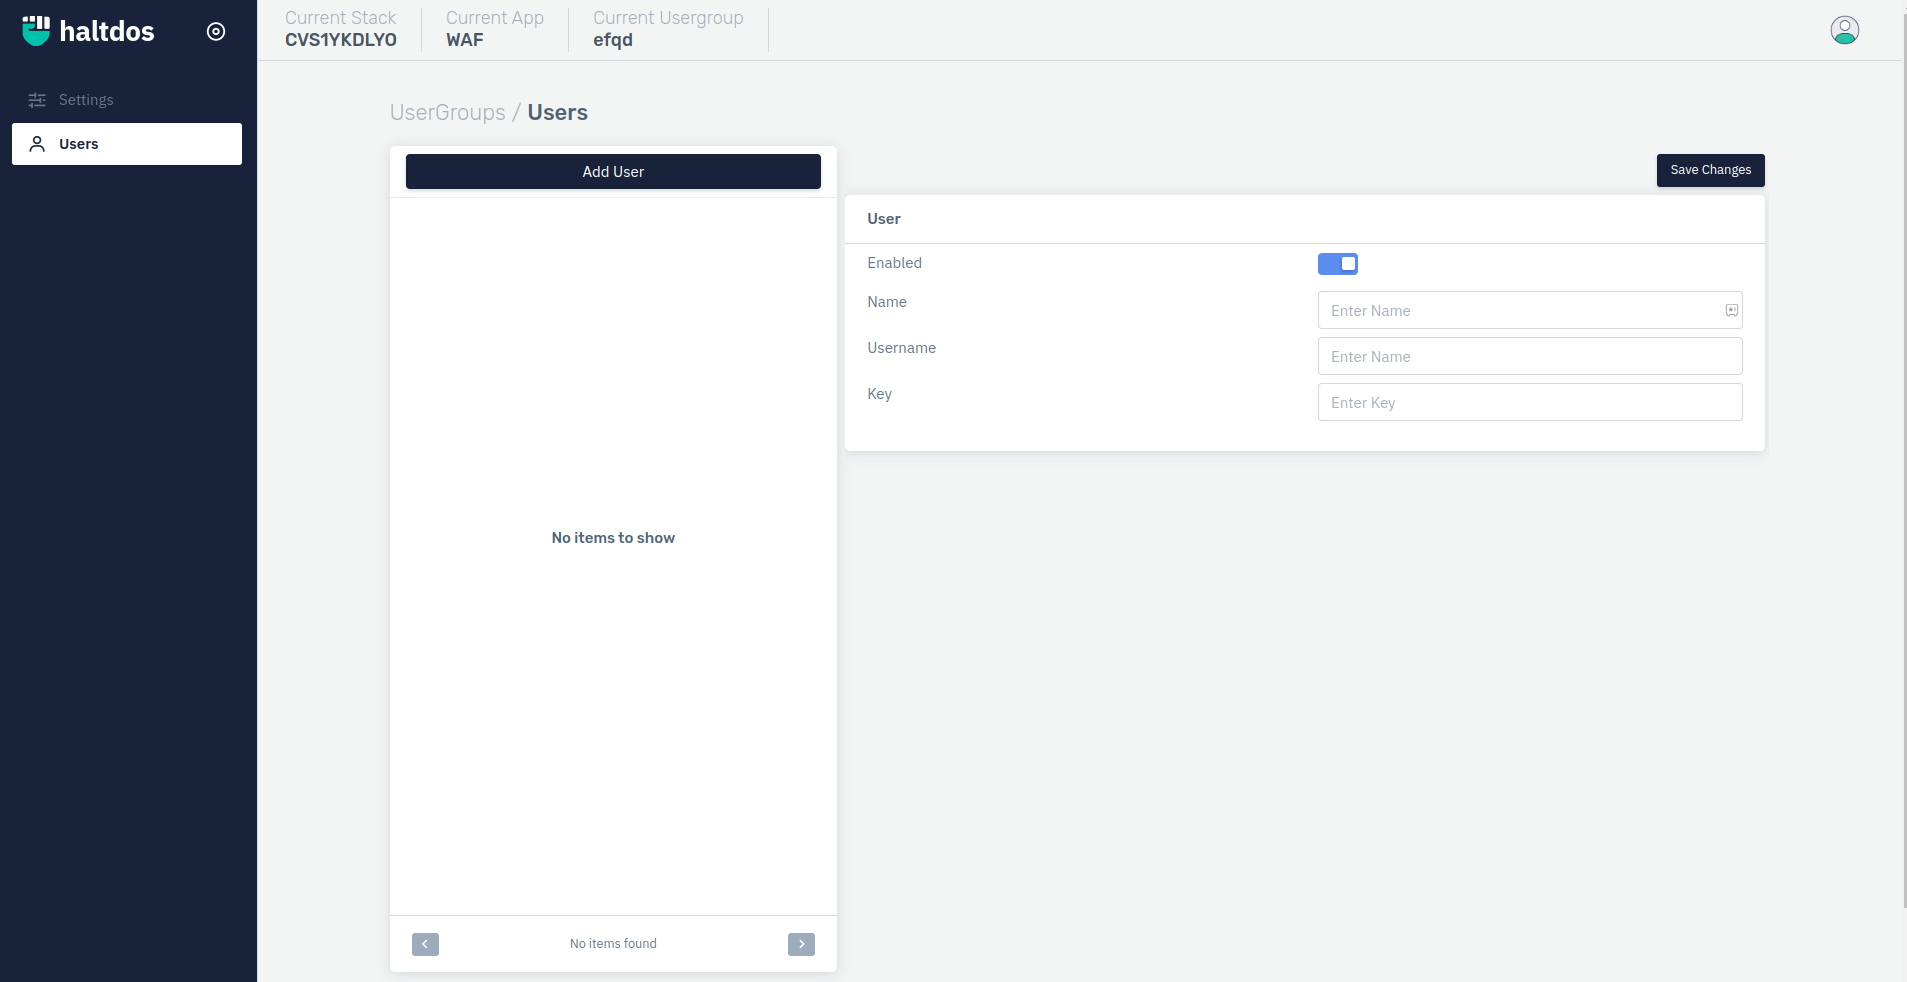 haltdos
Settings
Users
Current Stack
CVS1YKDLYO
Current App
WAF
Current Usergroup
efqd
UserGroups / Users
Add User
No items to show
No items found
Save Changes
User
Enabled
Name
Enter Name
Username
Enter Name
Key
Enter Key